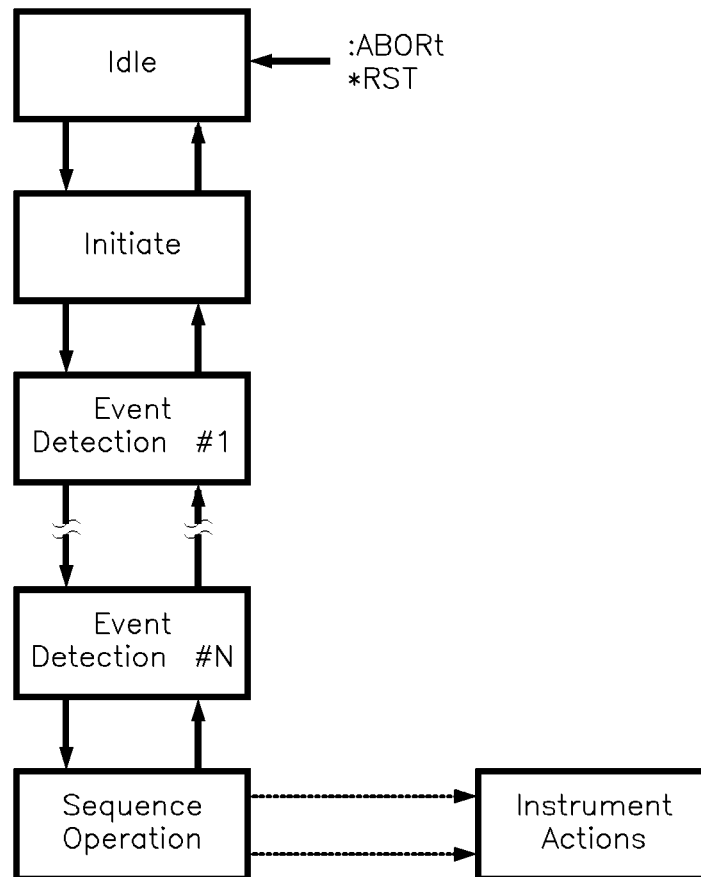 Idle
:ABORt
*RST
Initiate
Event
Detection #1
Event
Detection #N
Sequence
Operation
Instrument
Actions